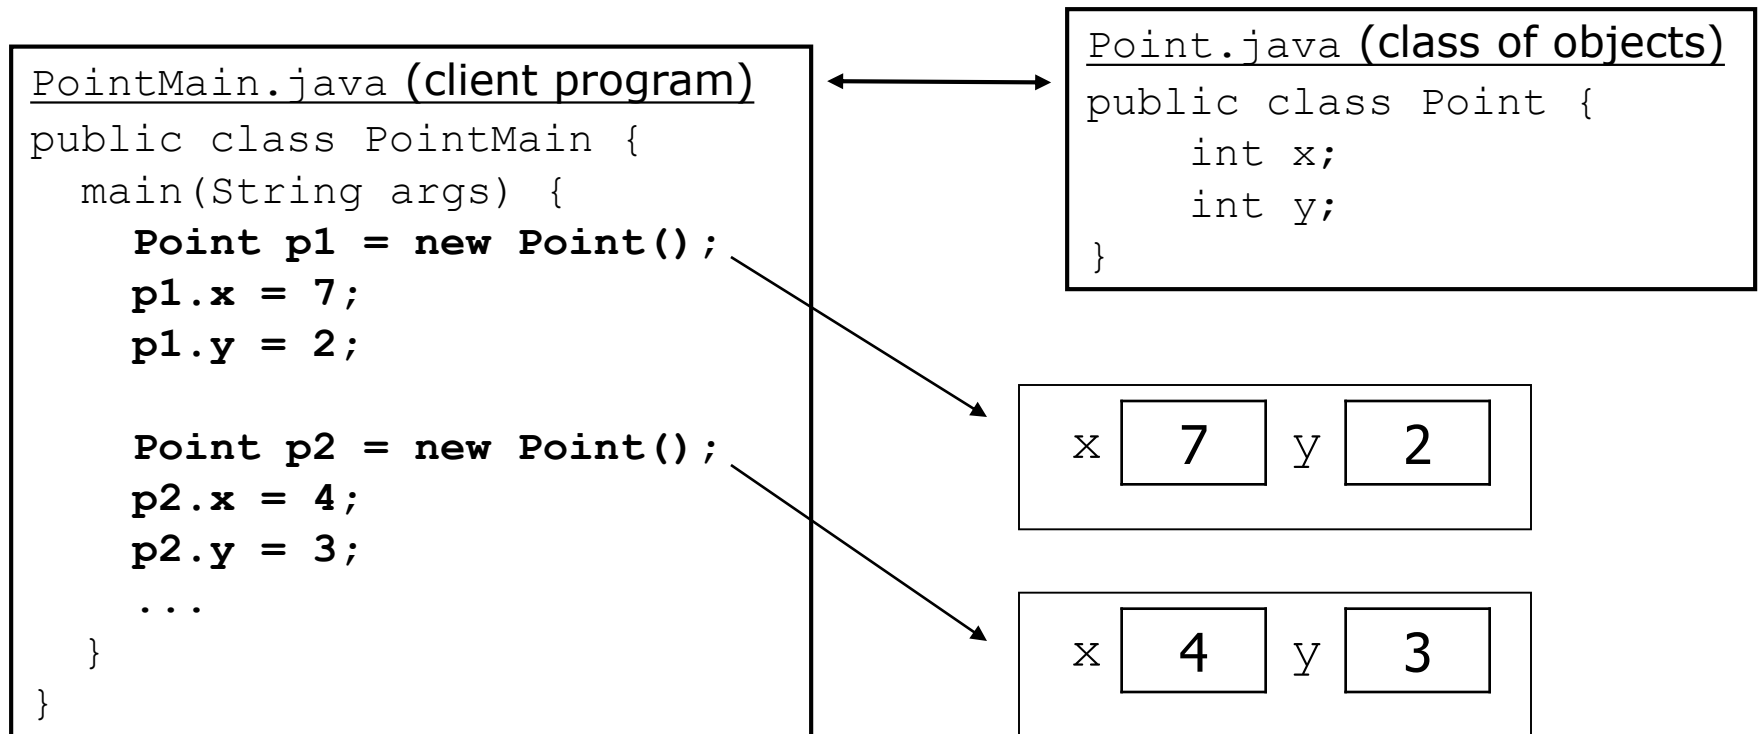 PointMain.java (client program)
public class PointMain {
main(String args) {
Point p1 = new Point();
p1.x = 7;
p1.y = 2;
Point p2 = new Point();
p2.x = 4;
p2.y = 3;
...
}
}
Point.java (class of objects)
public class Point {
int x;
int y;
}
x 7 y 2
x 4 y 3